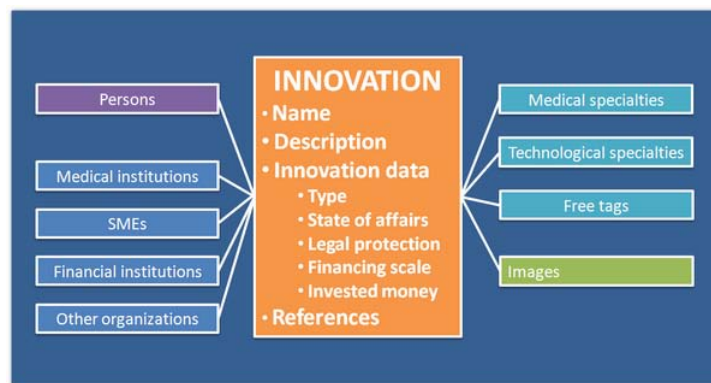 Persons
Medical institutions
SMEs
Financial institutions
Other organizations
INNOVATION
• Name
• Description
• Innovation data
• Type
• State of affairs
• Legal protection
• Financing scale
• Invested money
• References
Medical specialties
Technological specialties
Free tags
Images